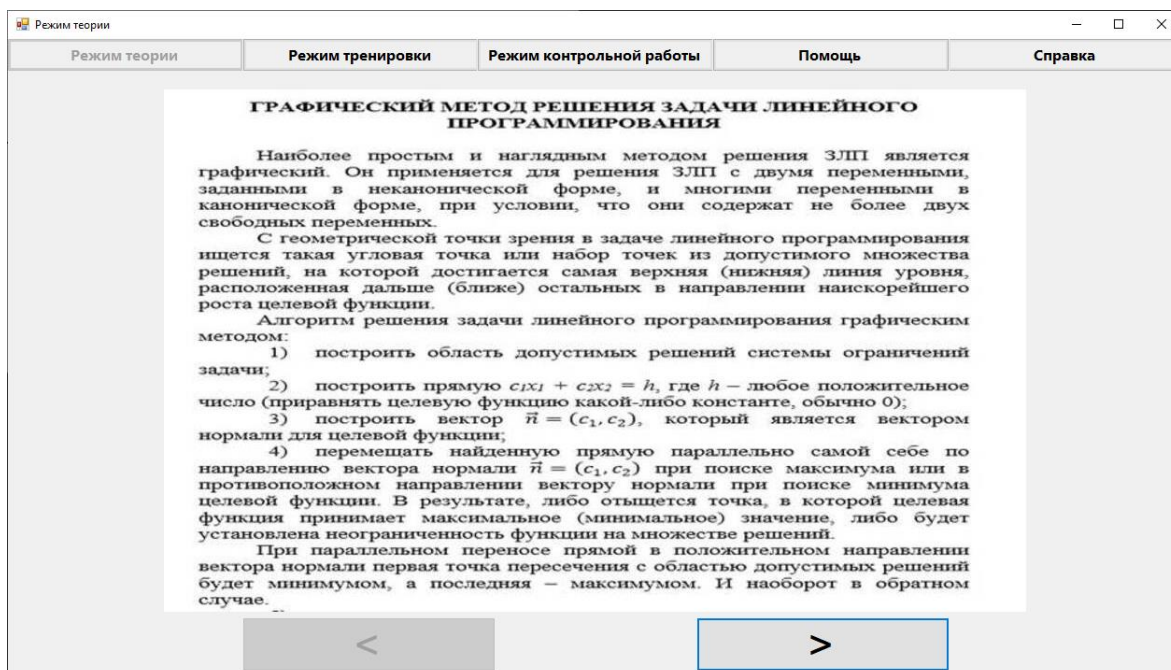 Режим теории
Режим теории
Режим тренировки
Режим контрольной работы
Помощь
Справка
ГРАФИЧЕСКИЙ МЕТОД РЕШЕНИЯ ЗАДАЧИ ЛИНЕЙНОГО
ПРОГРАММИРОВАНИЯ
Наиболее простым и наглядным методом решения ЗЛП является
графический. Он применяется для решения ЗЛП с двумя переменными,
заданными в неканонической форме, и многими переменными в
канонической форме, при условии, что они содержат не более двух
свободных переменных.
С геометрической точки зрения в задаче линейного программирования
ищется такая угловая точка или набор точек из допустимого множества
решений, на которой достигается самая верхняя (нижняя) линия уровня,
расположенная дальше (ближе) остальных в направлении наискорейшего
роста целевой функции.
Алгоритм решения задачи линейного программирования графическим
методом:
1) построить область допустимых решений системы ограничений
задачи;
2) построить прямую c₁x₁ + c₂x₂ = h, где h – любое положительное
число (приравнять целевую функцию какой-либо константе, обычно 0);
3) построить вектор n⃗ = (c₁, c₂), который является вектором
нормали для целевой функции;
4) перемещать найденную прямую параллельно самой себе по
направлению вектора нормали n⃗ = (c₁, c₂) при поиске максимума или в
противоположном направлении вектору нормали при поиске минимума
целевой функции. В результате, либо отыщется точка, в которой целевая
функция принимает максимальное (минимальное) значение, либо будет
установлена неограниченность функции на множестве решений.
При параллельном переносе прямой в положительном направлении
вектора нормали первая точка пересечения с областью допустимых решений
будет минимумом, а последняя – максимумом. И наоборот в обратном
случае.
<
>